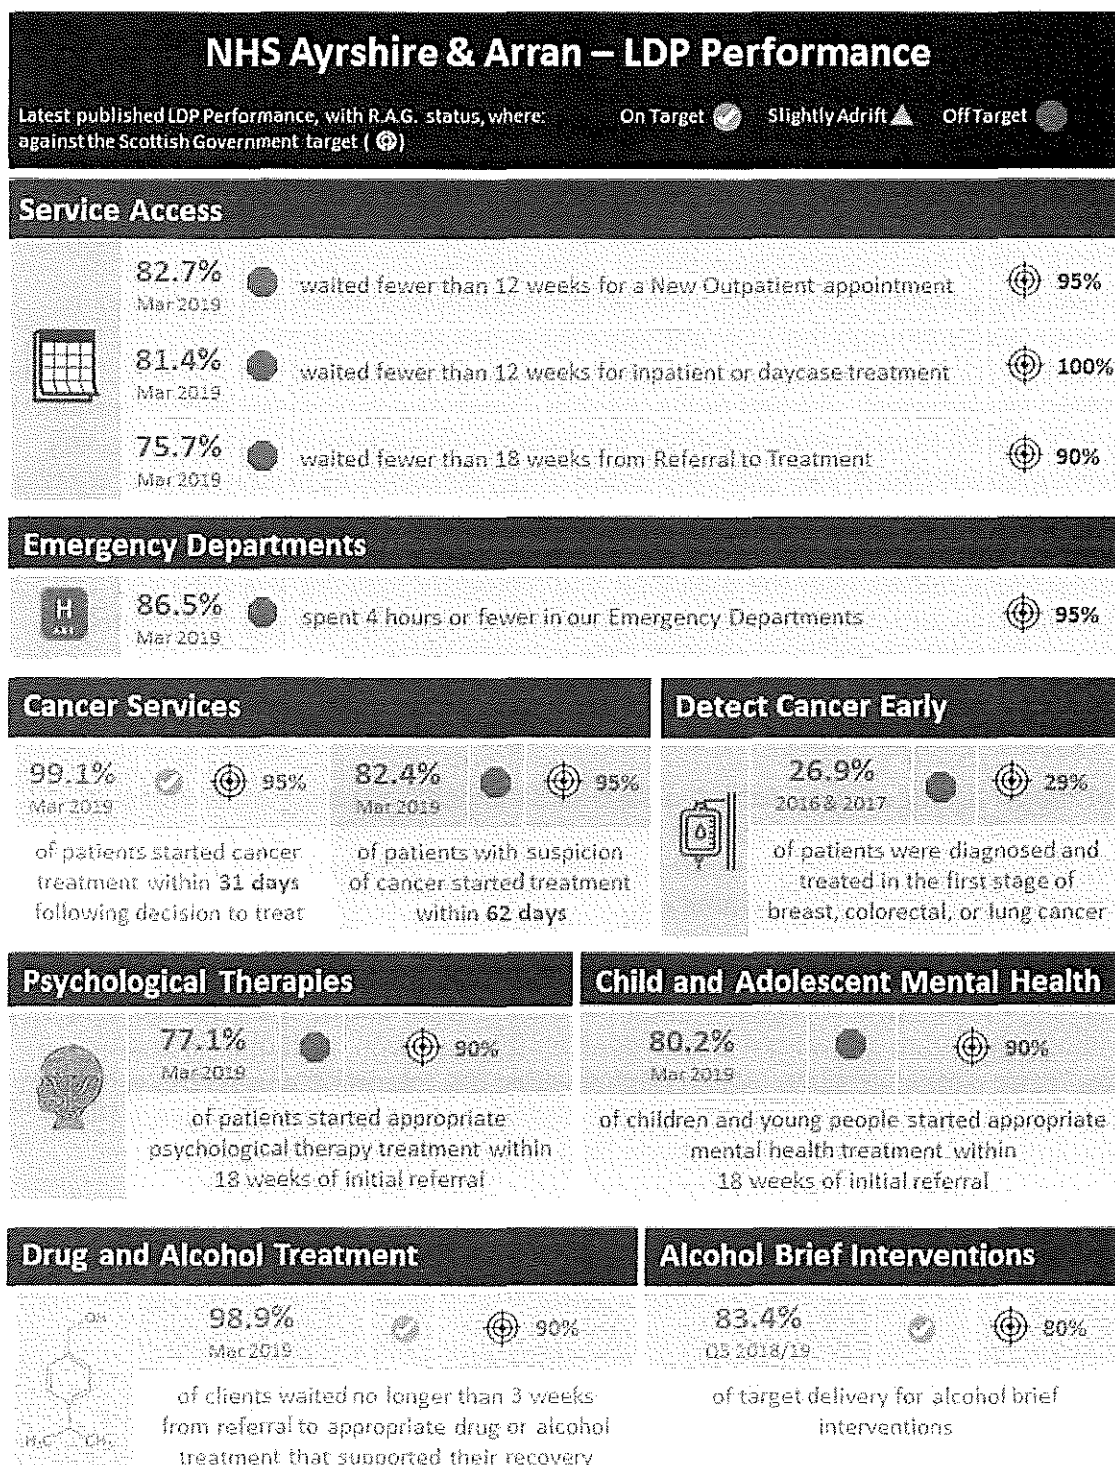 NHS Ayrshire & Arran – LDP Performance
Latest published LDP Performance, with R.A.G. status, where:
On Target
Slightly Adrift
Off Target
against the Scottish Government target ( )
Service Access
82.7%
Mar 2019
waited fewer than 12 weeks for a New Outpatient appointment
95%
81.4%
Mar 2019
waited fewer than 12 weeks for inpatient or daycase treatment
100%
75.7%
Mar 2019
waited fewer than 18 weeks from Referral to Treatment
90%
Emergency Departments
H
86.5%
Mar 2019
spent 4 hours or fewer in our Emergency Departments
95%
Cancer Services
99.1%
Mar 2019
95%
of patients started cancer
treatment within 31 days
following decision to treat
82.4%
Mar 2019
95%
of patients with suspicion
of cancer started treatment
within 62 days
Detect Cancer Early
26.9%
2016 & 2017
29%
of patients were diagnosed and
treated in the first stage of
breast, colorectal, or lung cancer
Psychological Therapies
77.1%
Mar 2019
90%
of patients started appropriate
psychological therapy treatment within
18 weeks of initial referral
Child and Adolescent Mental Health
80.2%
Mar 2019
90%
of children and young people started appropriate
mental health treatment within
18 weeks of initial referral
Drug and Alcohol Treatment
OH
H₃C CH₃
98.9%
Mar 2019
90%
of clients waited no longer than 3 weeks
from referral to appropriate drug or alcohol
treatment that supported their recovery
Alcohol Brief Interventions
83.4%
2018/19
80%
of target delivery for alcohol brief
interventions